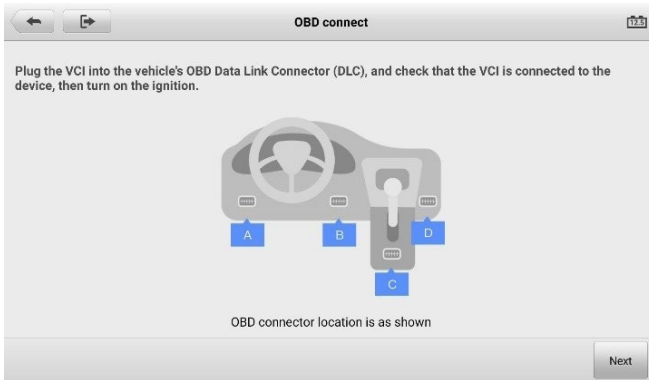 OBD connect
12.5
Plug the VCI into the vehicle's OBD Data Link Connector (DLC), and check that the VCI is connected to the
device, then turn on the ignition.
A
B
D
C
OBD connector location is as shown
Next